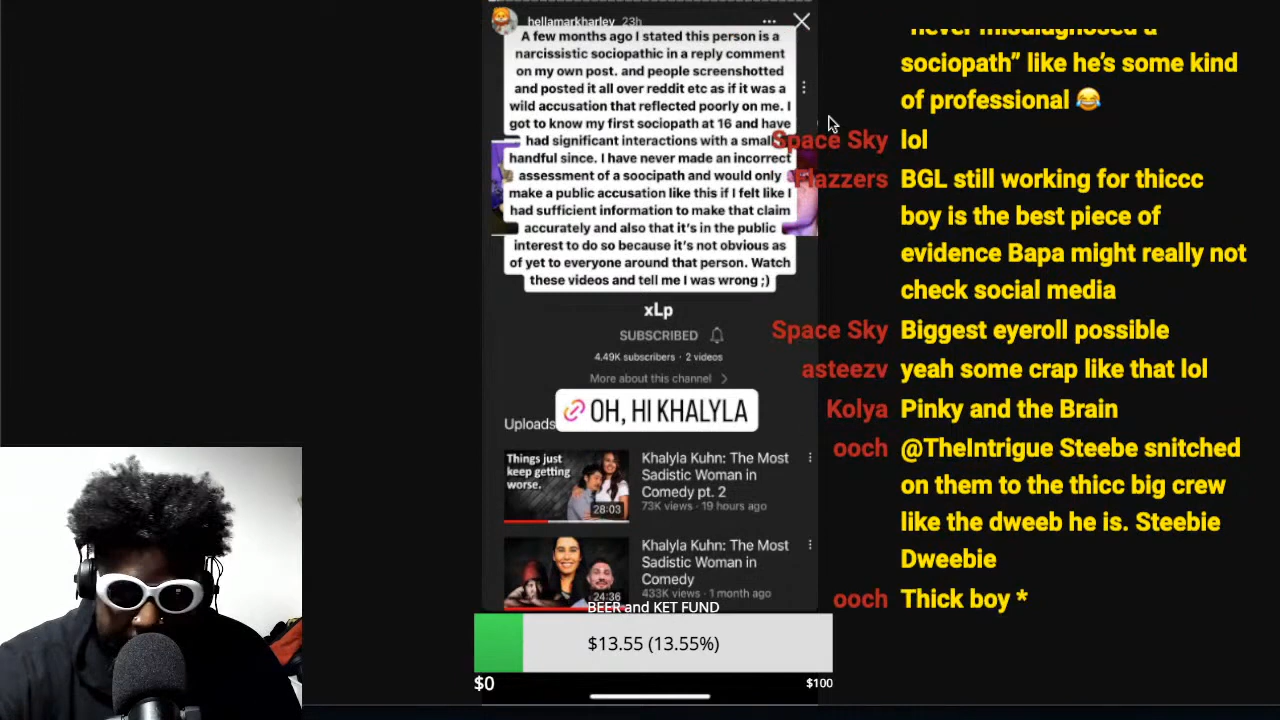 hellamarkharley 23h
A few months ago I stated this person is a
narcissistic sociopathic in a reply comment
on my own post. and people screenshotted
and posted it all over reddit etc as if it was a
wild accusation that reflected poorly on me. I
got to know my first sociopath at 16 and have
had significant interactions with a small
handful since. I have never made an incorrect
assessment of a soocipath and would only
make a public accusation like this if I felt like I
had sufficient information to make that claim
accurately and also that it's in the public
interest to do so because it's not obvious as
of yet to everyone around that person. Watch
these videos and tell me I was wrong ;)
xLp
SUBSCRIBED
4.49K subscribers · 2 videos
More about this channel
OH, HI KHALYLA
Uploads
Things just
keep getting
worse.
28:03
Khalyla Kuhn: The Most
Sadistic Woman in
Comedy pt. 2
73K views · 19 hours ago
24:36
Khalyla Kuhn: The Most
Sadistic Woman in
Comedy
433K views · 1 month ago
BEER and KET FUND
$13.55 (13.55%)
$0
$100
"never misdiagnosed a
sociopath" like he's some kind
of professional 😂
Space Sky lol
Flazzers BGL still working for thiccc
boy is the best piece of
evidence Bapa might really not
check social media
Space Sky Biggest eyeroll possible
asteezv yeah some crap like that lol
Kolya Pinky and the Brain
ooch @TheIntrigue Steebe snitched
on them to the thicc big crew
like the dweeb he is. Steebie
Dweebie
ooch Thick boy *